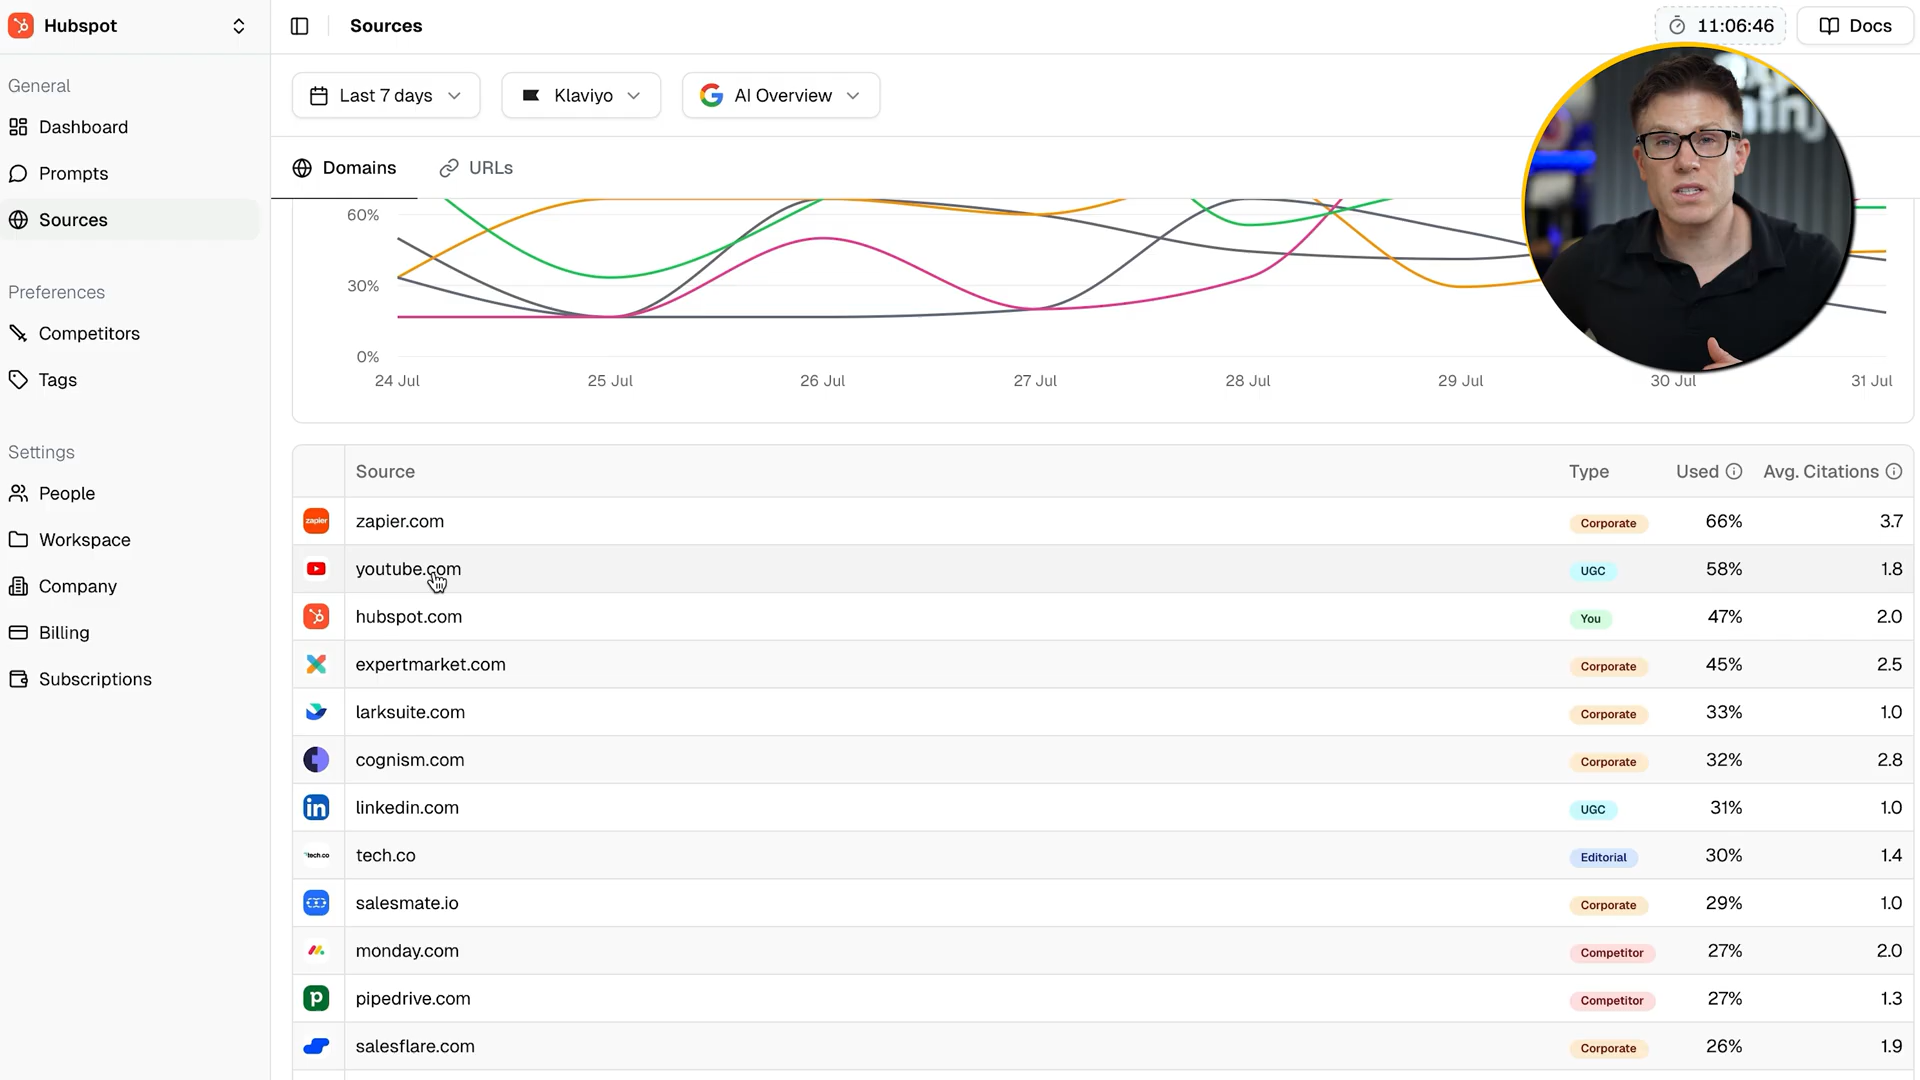 Hubspot
Sources
11:06:46
Docs
General
Dashboard
Prompts
Sources
Preferences
Competitors
Tags
Settings
People
Workspace
Company
Billing
Subscriptions
Last 7 days
Klaviyo
AI Overview
Domains
URLs
60%
30%
0%
24 Jul
25 Jul
26 Jul
27 Jul
28 Jul
29 Jul
30 Jul
31 Jul
Source Type Used Avg. Citations
zapier zapier.com Corporate 66% 3.7
youtube.com UGC 58% 1.8
hubspot.com You 47% 2.0
expertmarket.com Corporate 45% 2.5
larksuite.com Corporate 33% 1.0
cognism.com Corporate 32% 2.8
in linkedin.com UGC 31% 1.0
tech.co tech.co Editorial 30% 1.4
salesmate.io Corporate 29% 1.0
monday.com Competitor 27% 2.0
p pipedrive.com Competitor 27% 1.3
salesflare.com Corporate 26% 1.9